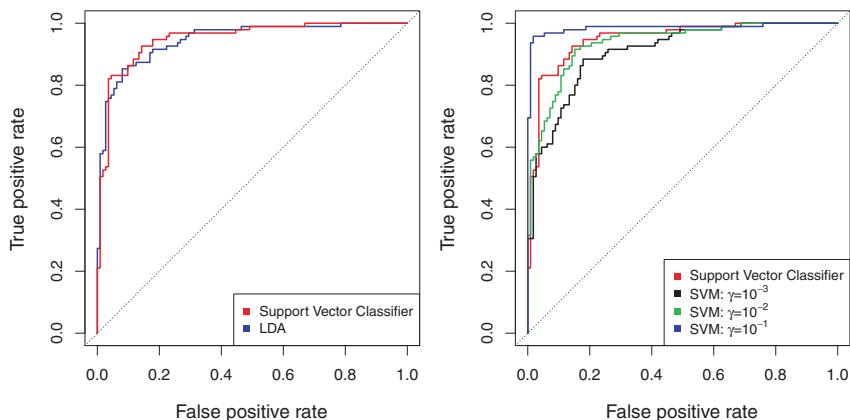 True positive rate
0.0 0.2 0.4 0.6 0.8 1.0
Support Vector Classifier
LDA
0.0 0.2 0.4 0.6 0.8 1.0
False positive rate
True positive rate
0.0 0.2 0.4 0.6 0.8 1.0
Support Vector Classifier
SVM: γ=10⁻³
SVM: γ=10⁻²
SVM: γ=10⁻¹
0.0 0.2 0.4 0.6 0.8 1.0
False positive rate